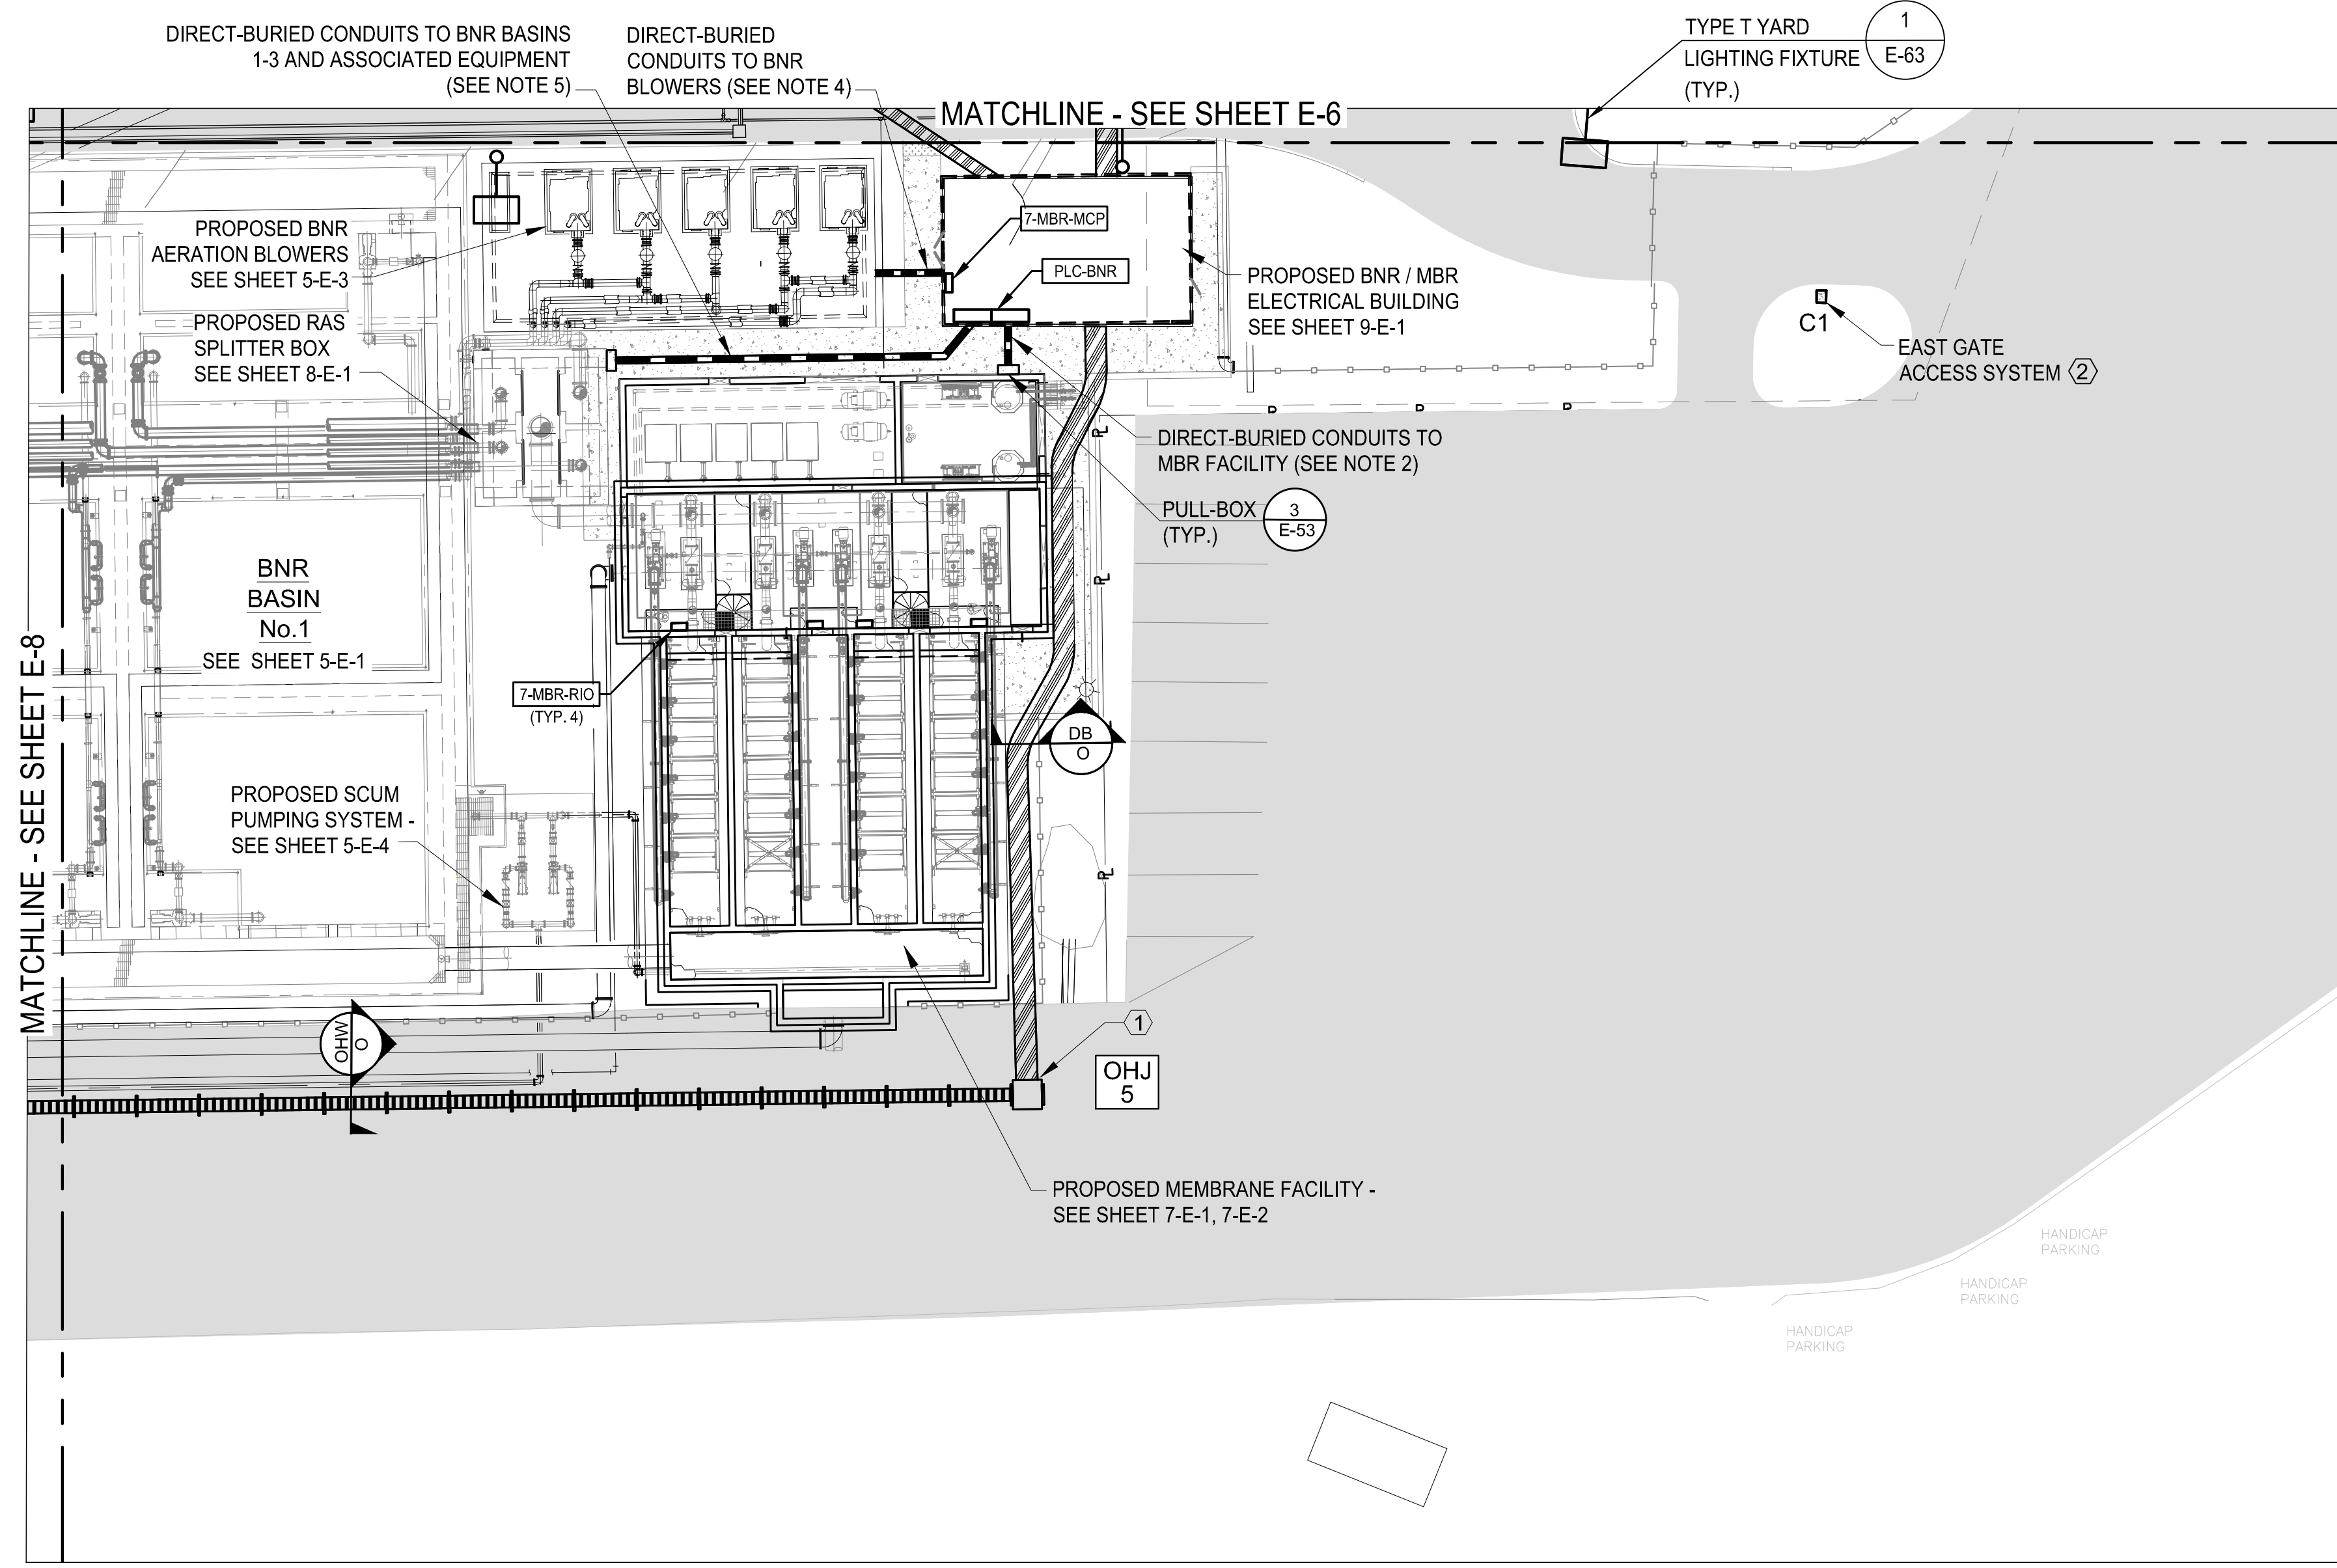 DIRECT-BURIED CONDUITS TO BNR BASINS
1-3 AND ASSOCIATED EQUIPMENT
(SEE NOTE 5)
DIRECT-BURIED
CONDUITS TO BNR
BLOWERS (SEE NOTE 4)
TYPE T YARD
LIGHTING FIXTURE
(TYP.)
1
E-63
MATCHLINE - SEE SHEET E-6
7-MBR-MCP
PLC-BNR
PROPOSED BNR
AERATION BLOWERS
SEE SHEET 5-E-3
PROPOSED RAS
SPLITTER BOX
SEE SHEET 8-E-1
PROPOSED BNR / MBR
ELECTRICAL BUILDING
SEE SHEET 9-E-1
C1
EAST GATE
ACCESS SYSTEM 2
DIRECT-BURIED CONDUITS TO
MBR FACILITY (SEE NOTE 2)
PULL-BOX
(TYP.)
3
E-53
PL
PL
PL
BNR
BASIN
No.1
SEE SHEET 5-E-1
MATCHLINE - SEE SHEET E-8
7-MBR-RIO
(TYP. 4)
DB
O
PROPOSED SCUM
PUMPING SYSTEM -
SEE SHEET 5-E-4
OHW
O
1
OHJ
5
PROPOSED MEMBRANE FACILITY -
SEE SHEET 7-E-1, 7-E-2
HANDICAP
PARKING
HANDICAP
PARKING
HANDICAP
PARKING